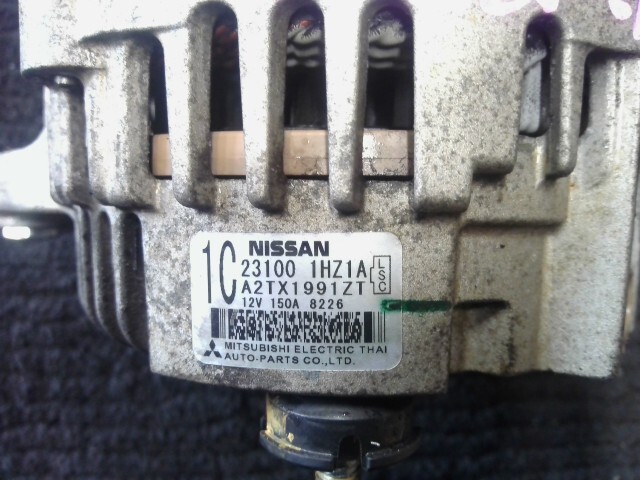 1C
NISSAN
23100 1HZ1A
LSC
A2TX1991ZT
12V 150A 8226
MITSUBISHI ELECTRIC THAI
AUTO-PARTS CO.,LTD.